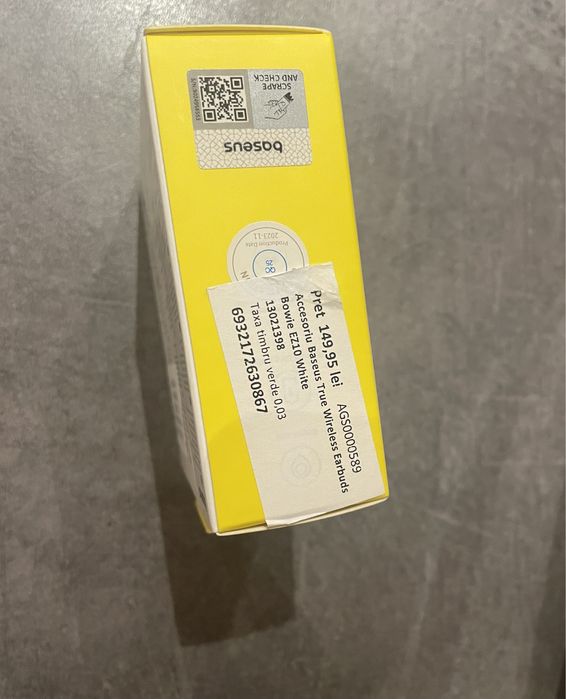 SCRAPE
AND CHECK
baseus
Production Date
2023-11
Pret 149,95 lei AGS0000589
Accesoriu Baseus True Wireless Earbuds
Bowie EZ10 White
13021398
Taxa timbru verde 0,03
6932172630867